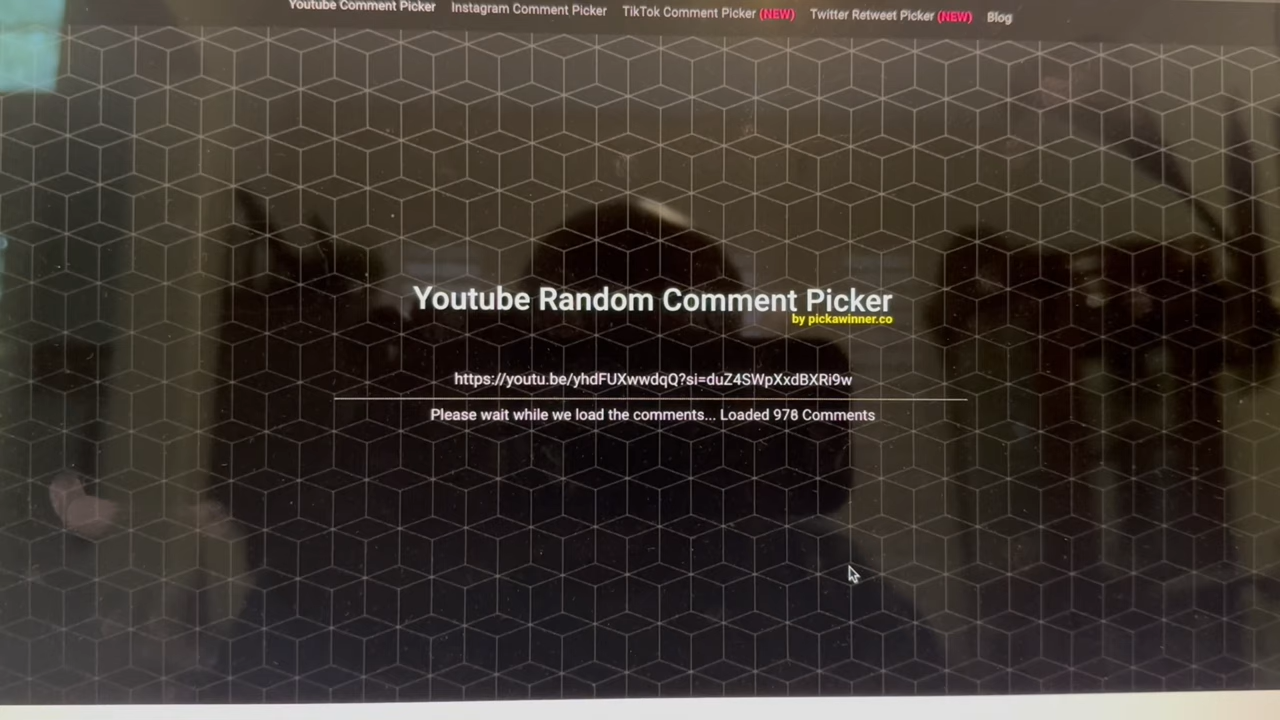 Youtube Comment Picker Instagram Comment Picker TikTok Comment Picker (NEW) Twitter Retweet Picker (NEW) Blog
Youtube Random Comment Picker
by pickawinner.co
https://youtu.be/yhdFUXwwdqQ?si=duZ4SWpXxdBXRi9w
Please wait while we load the comments... Loaded 978 Comments